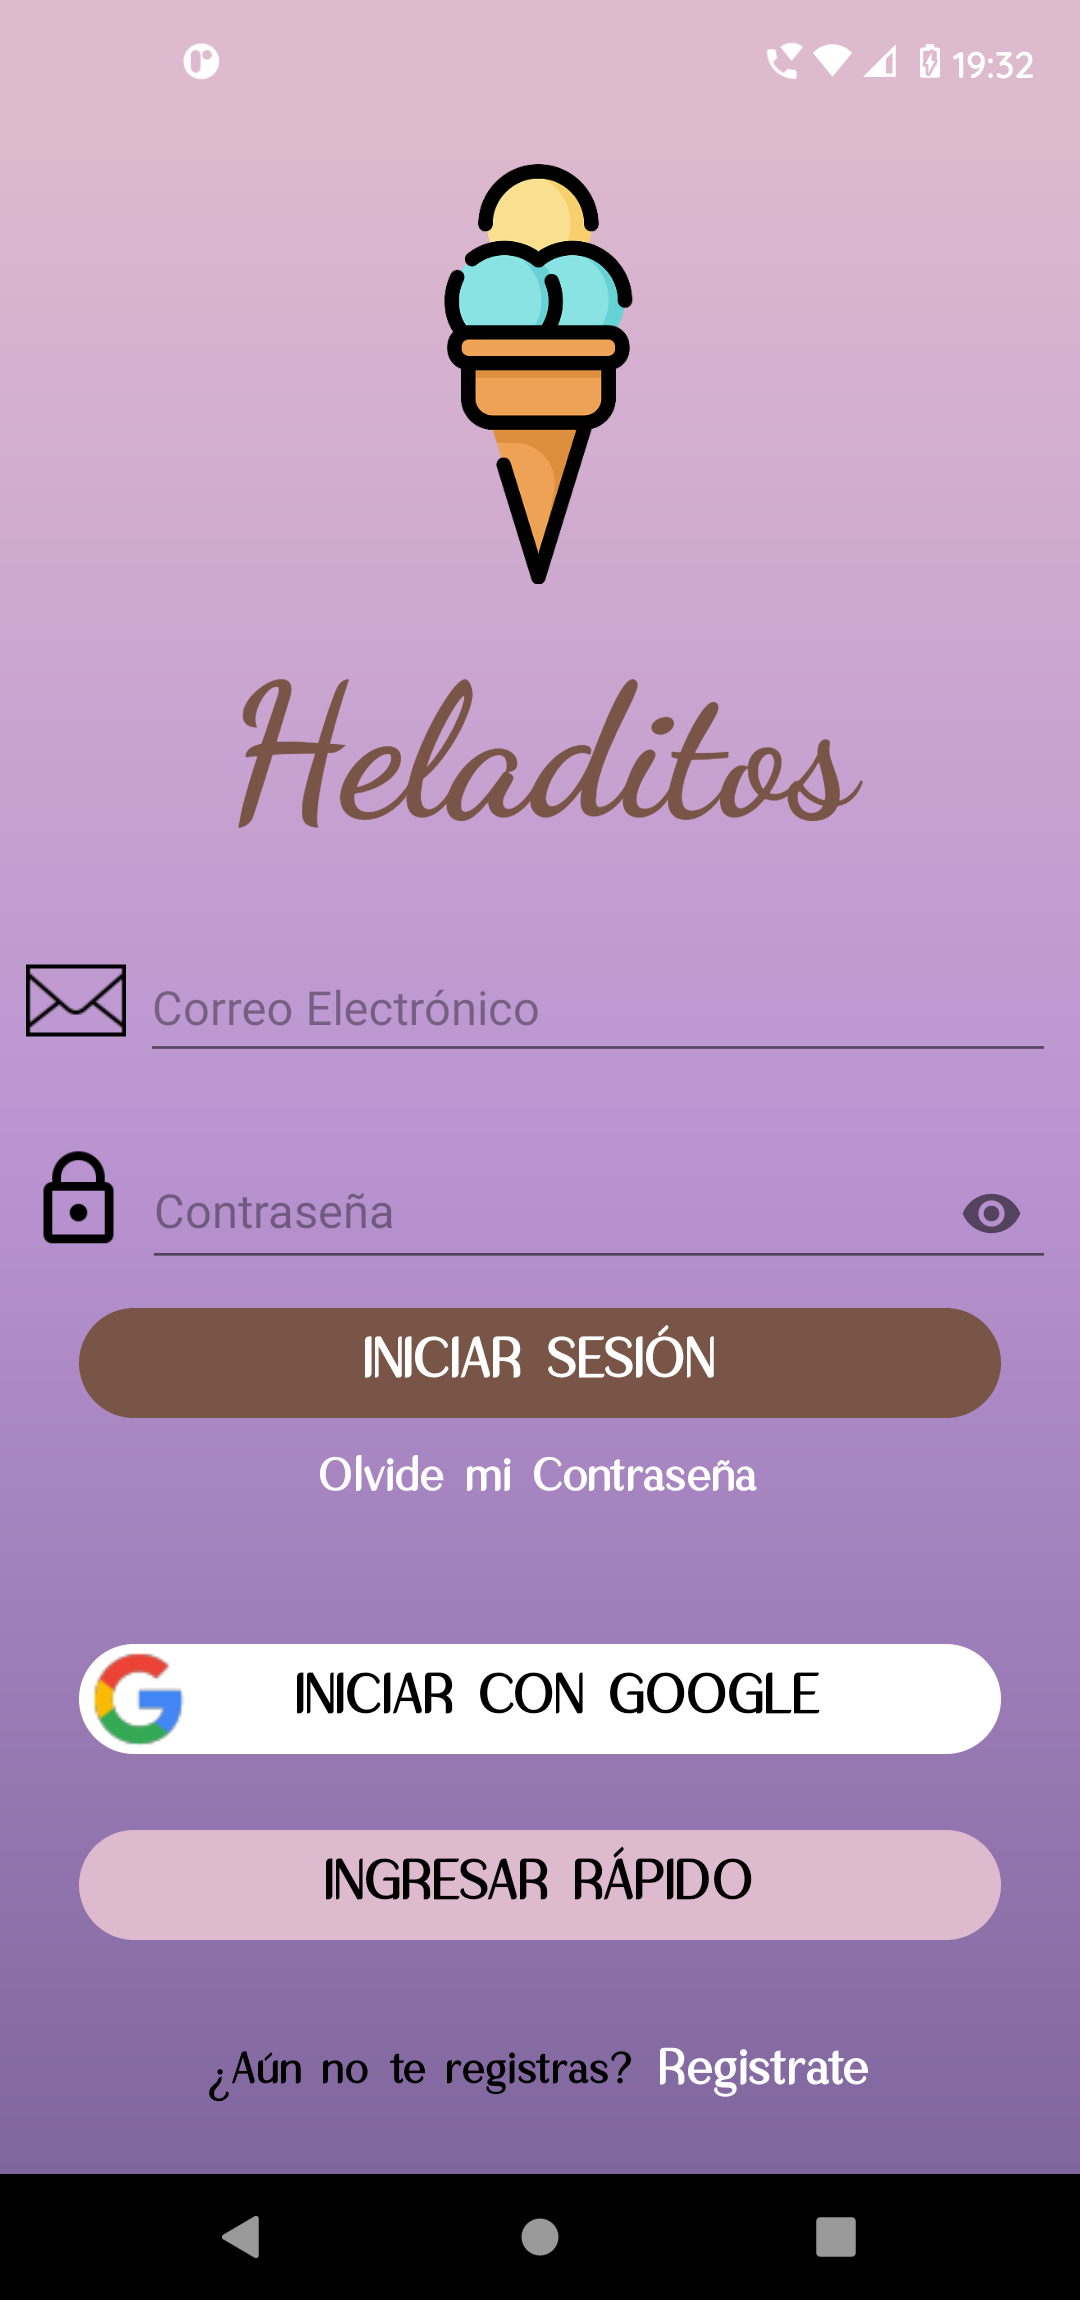 19:32
Heladitos
Correo Electrónico
Contraseña
INICIAR SESIÓN
Olvide mi Contraseña
INICIAR CON GOOGLE
INGRESAR RÁPIDO
¿Aún no te registras? Registrate